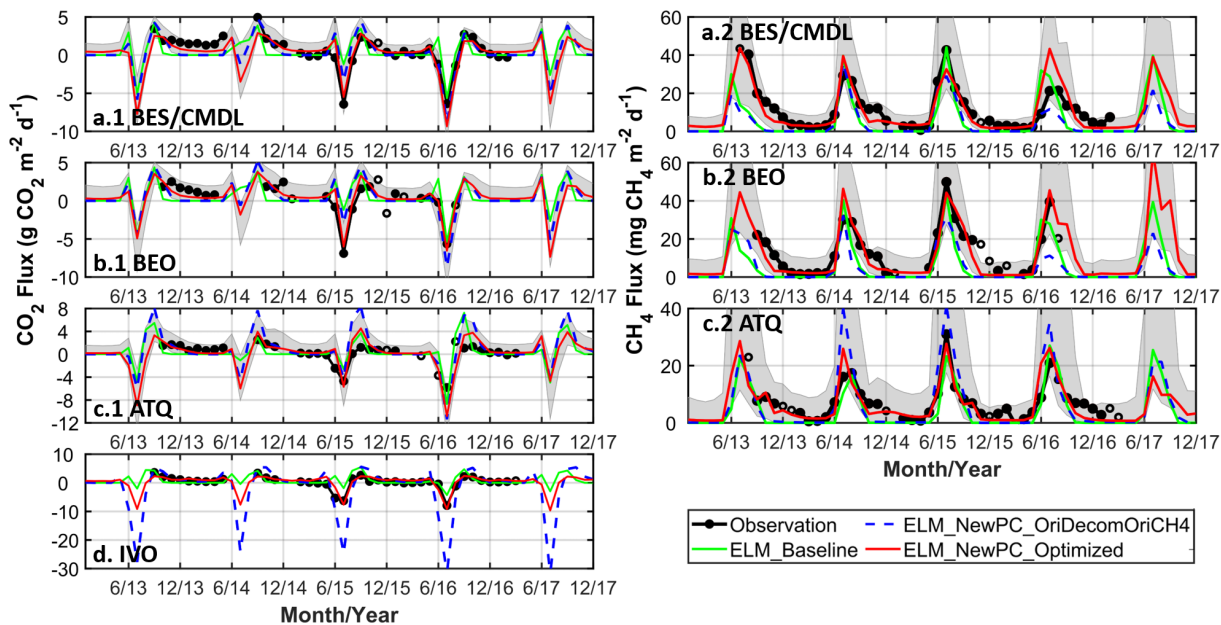 CO2 Flux (g CO2 m-2 d-1)
5
0
-5
-10
a.1 BES/CMDL
6/13 12/13 6/14 12/14 6/15 12/15 6/16 12/16 6/17 12/17
5
0
-5
-10
b.1 BEO
6/13 12/13 6/14 12/14 6/15 12/15 6/16 12/16 6/17 12/17
8
4
0
-4
-8
-12
c.1 ATQ
6/13 12/13 6/14 12/14 6/15 12/15 6/16 12/16 6/17 12/17
10
0
-10
-20
-30
d. IVO
6/13 12/13 6/14 12/14 6/15 12/15 6/16 12/16 6/17 12/17
Month/Year
CH4 Flux (mg CH4 m-2 d-1)
60
40
20
0
a.2 BES/CMDL
6/13 12/13 6/14 12/14 6/15 12/15 6/16 12/16 6/17 12/17
60
40
20
0
b.2 BEO
6/13 12/13 6/14 12/14 6/15 12/15 6/16 12/16 6/17 12/17
40
20
0
c.2 ATQ
6/13 12/13 6/14 12/14 6/15 12/15 6/16 12/16 6/17 12/17
Month/Year
Observation
ELM_NewPC_OriDecomOriCH4
ELM_Baseline
ELM_NewPC_Optimized